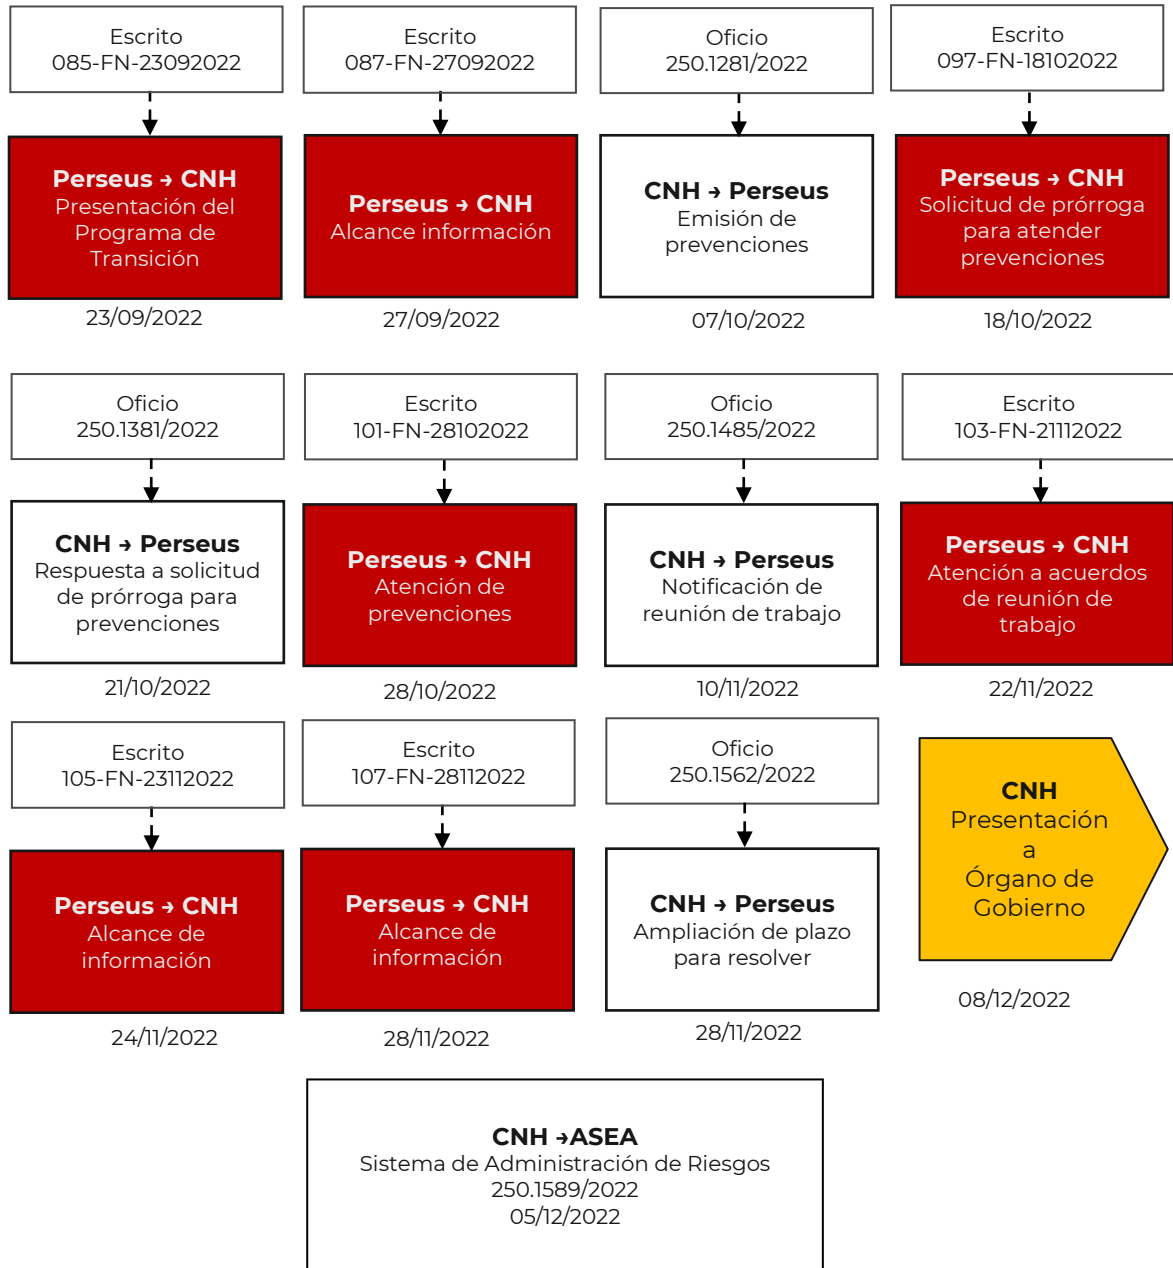 Escrito
085-FN-23092022
Escrito
087-FN-27092022
Oficio
250.1281/2022
Escrito
097-FN-18102022
Perseus → CNH
Presentación del
Programa de
Transición
Perseus → CNH
Alcance información
CNH → Perseus
Emisión de
prevenciones
Perseus → CNH
Solicitud de prórroga
para atender
prevenciones
23/09/2022
27/09/2022
07/10/2022
18/10/2022
Oficio
250.1381/2022
Escrito
101-FN-28102022
Oficio
250.1485/2022
Escrito
103-FN-21112022
CNH → Perseus
Respuesta a solicitud
de prórroga para
prevenciones
Perseus → CNH
Atención de
prevenciones
CNH → Perseus
Notificación de
reunión de trabajo
Perseus → CNH
Atención a acuerdos
de reunión de
trabajo
21/10/2022
28/10/2022
10/11/2022
22/11/2022
Escrito
105-FN-23112022
Escrito
107-FN-28112022
Oficio
250.1562/2022
CNH
Presentación
a
Órgano de
Gobierno
Perseus → CNH
Alcance de
información
Perseus → CNH
Alcance de
información
CNH → Perseus
Ampliación de plazo
para resolver
24/11/2022
28/11/2022
28/11/2022
08/12/2022
CNH →ASEA
Sistema de Administración de Riesgos
250.1589/2022
05/12/2022